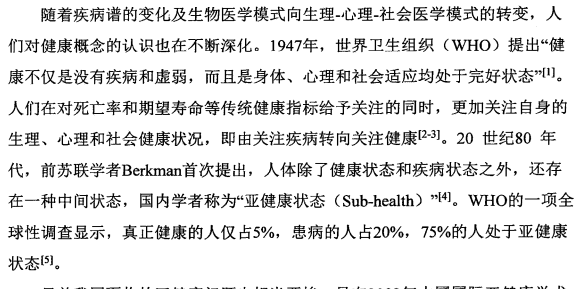 随着疾病谱的变化及生物医学模式向生理-心理-社会医学模式的转变，人
们对健康概念的认识也在不断深化。1947年，世界卫生组织（WHO）提出“健
康不仅是没有疾病和虚弱，而且是身体、心理和社会适应均处于完好状态”[1]。
人们在对死亡率和期望寿命等传统健康指标给予关注的同时，更加关注自身的
生理、心理和社会健康状况，即由关注疾病转向关注健康[2-3]。20 世纪80 年
代，前苏联学者Berkman首次提出，人体除了健康状态和疾病状态之外，还存
在一种中间状态，国内学者称为“亚健康状态（Sub-health）”[4]。WHO的一项全
球性调查显示，真正健康的人仅占5%，患病的人占20%，75%的人处于亚健康
状态[5]。